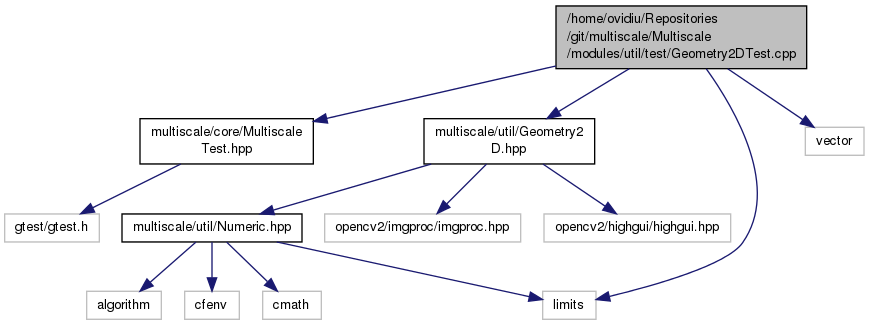 /home/ovidiu/Repositories
/git/multiscale/Multiscale
/modules/util/test/Geometry2DTest.cpp
multiscale/core/Multiscale
Test.hpp
multiscale/util/Geometry2
D.hpp
vector
gtest/gtest.h
multiscale/util/Numeric.hpp
opencv2/imgproc/imgproc.hpp
opencv2/highgui/highgui.hpp
algorithm
cfenv
cmath
limits